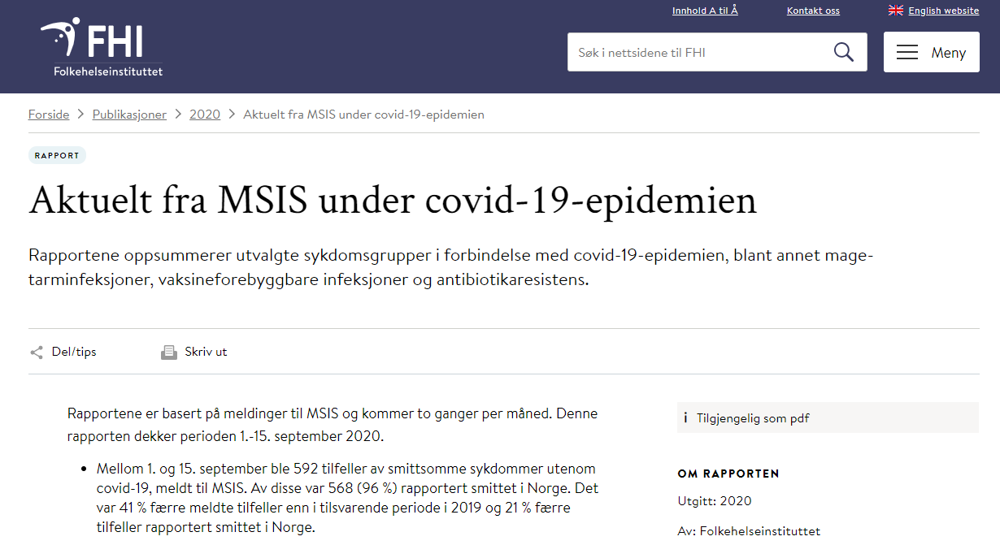 Innhold A til Å
Kontakt oss
English website
FHI
Folkehelseinstituttet
Søk i nettsidene til FHI
Meny
Forside > Publikasjoner > 2020 > Aktuelt fra MSIS under covid-19-epidemien
RAPPORT
Aktuelt fra MSIS under covid-19-epidemien
Rapportene oppsummerer utvalgte sykdomsgrupper i forbindelse med covid-19-epidemien, blant annet mage-
tarminfeksjoner, vaksineforebyggbare infeksjoner og antibiotikaresistens.
Del/tips
Skriv ut
Rapportene er basert på meldinger til MSIS og kommer to ganger per måned. Denne
rapporten dekker perioden 1.-15. september 2020.
• Mellom 1. og 15. september ble 592 tilfeller av smittsomme sykdommer utenom
covid-19, meldt til MSIS. Av disse var 568 (96 %) rapportert smittet i Norge. Det
var 41 % færre meldte tilfeller enn i tilsvarende periode i 2019 og 21 % færre
tilfeller rapportert smittet i Norge.
i Tilgjengelig som pdf
OM RAPPORTEN
Utgitt: 2020
Av: Folkehelseinstituttet